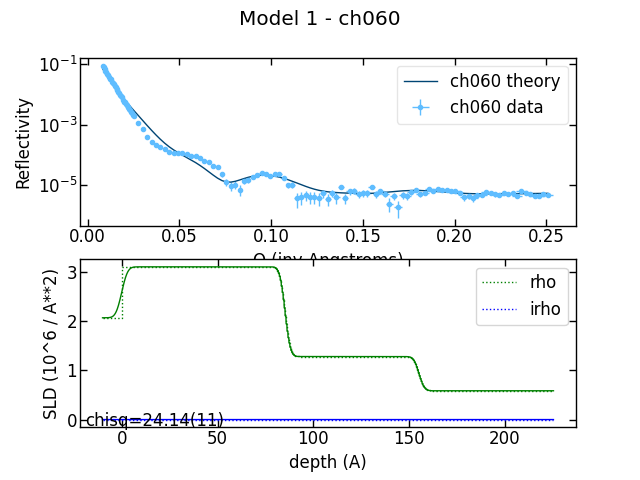 Model 1 - ch060
10⁻¹
10⁻³
10⁻⁵
Reflectivity
ch060 theory
ch060 data
0.00 0.05 0.10 0.15 0.20 0.25
Q (inv Angstroms)
3
2
1
0
SLD (10^6 / A**2)
rho
irho
chisq=24.14(11)
0 50 100 150 200
depth (A)